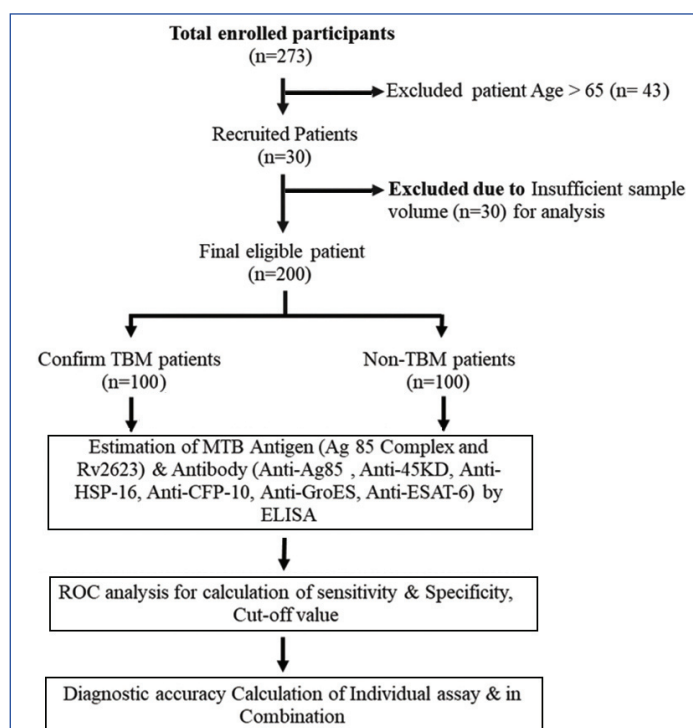 Total enrolled participants
(n=273)
Excluded patient Age > 65 (n= 43)
Recruited Patients
(n=30)
Excluded due to Insufficient sample
volume (n=30) for analysis
Final eligible patient
(n=200)
Confirm TBM patients
(n=100)
Non-TBM patients
(n=100)
Estimation of MTB Antigen (Ag 85 Complex and
Rv2623) & Antibody (Anti-Ag85 , Anti-45KD, Anti-
HSP-16, Anti-CFP-10, Anti-GroES, Anti-ESAT-6) by
ELISA
ROC analysis for calculation of sensitivity & Specificity,
Cut-off value
Diagnostic accuracy Calculation of Individual assay & in
Combination